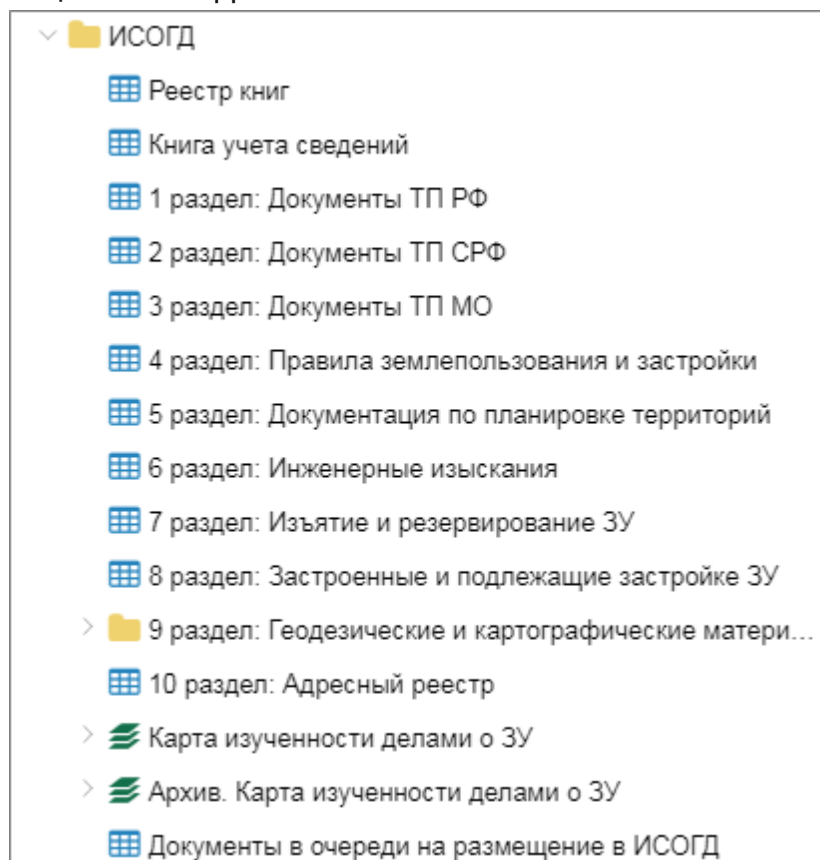 ИСОГД
Реестр книг
Книга учета сведений
1 раздел: Документы ТП РФ
2 раздел: Документы ТП СРФ
3 раздел: Документы ТП МО
4 раздел: Правила землепользования и застройки
5 раздел: Документация по планировке территорий
6 раздел: Инженерные изыскания
7 раздел: Изъятие и резервирование ЗУ
8 раздел: Застроенные и подлежащие застройке ЗУ
9 раздел: Геодезические и картографические матери...
10 раздел: Адресный реестр
Карта изученности делами о ЗУ
Архив. Карта изученности делами о ЗУ
Документы в очереди на размещение в ИСОГД